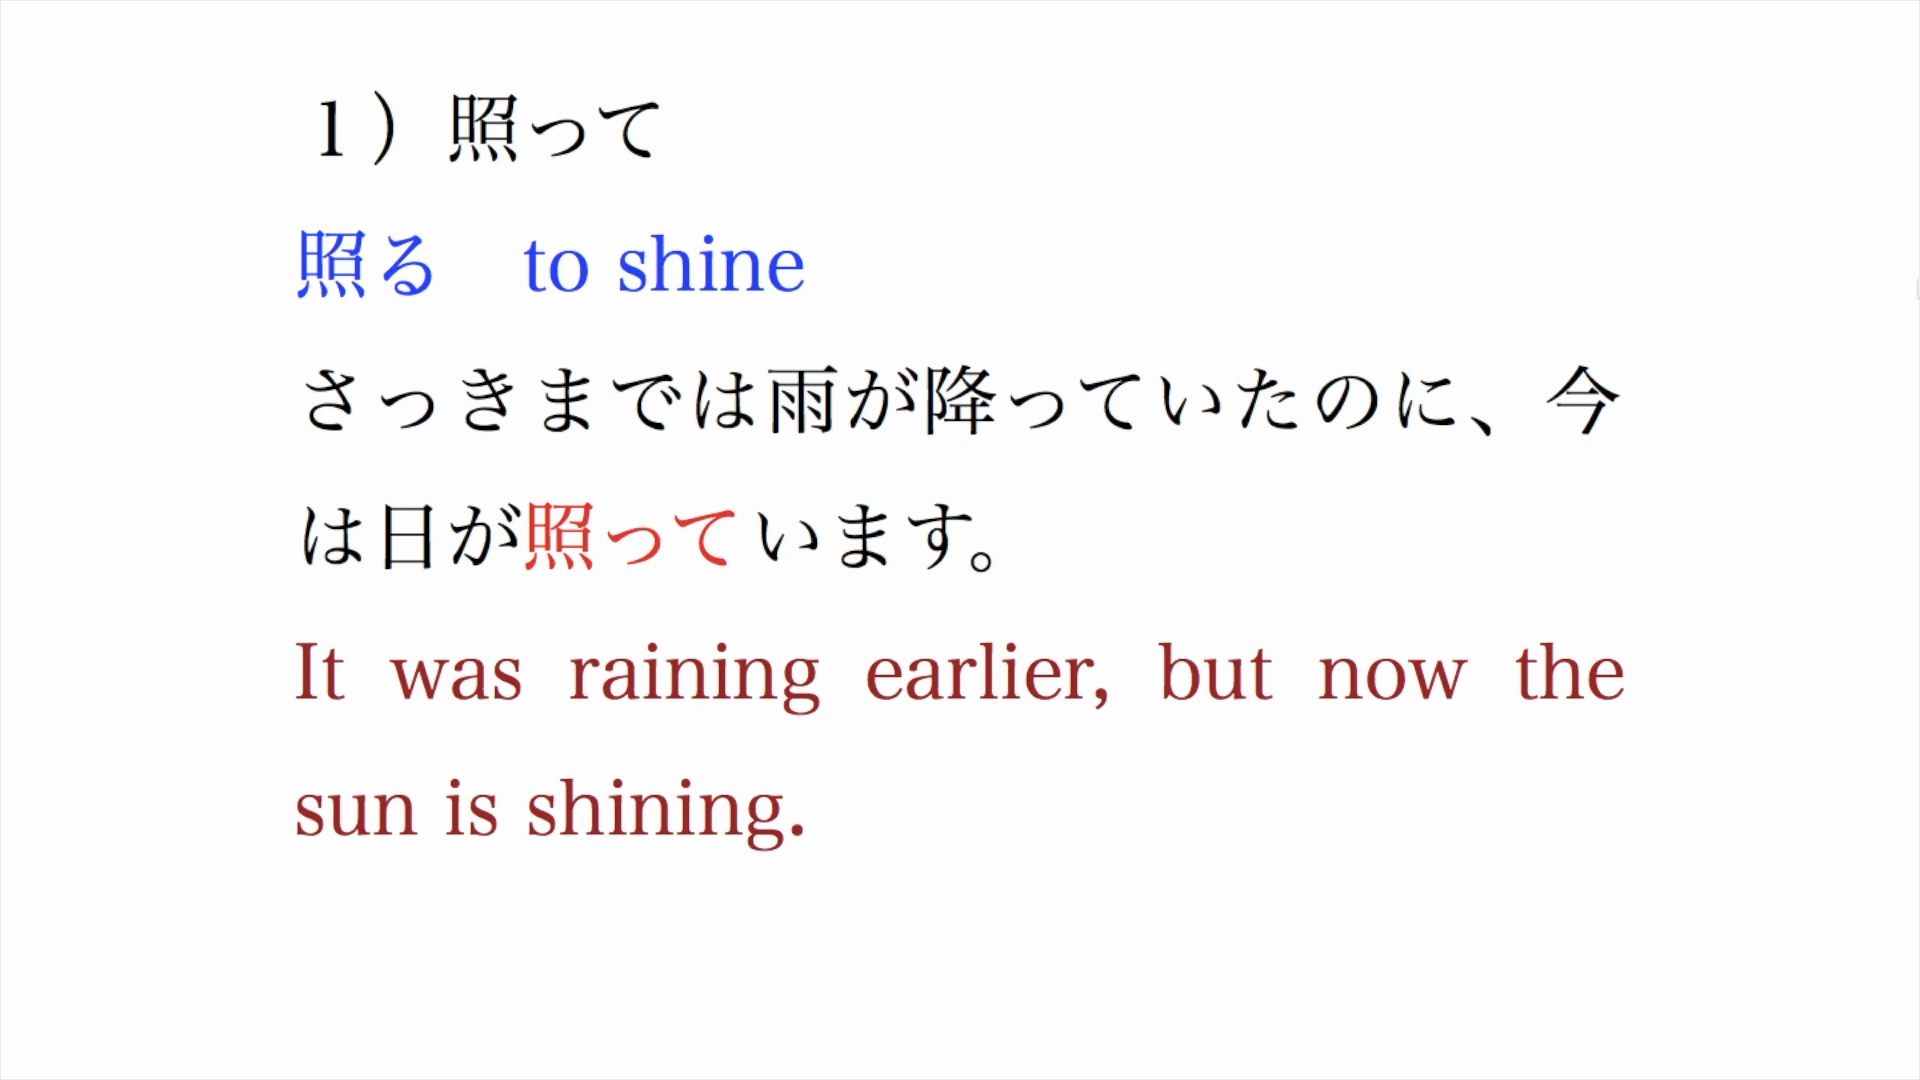 １）照って
照る　to shine
さっきまでは雨が降っていたのに、今
は日が照っています。
It was raining earlier, but now the
sun is shining.